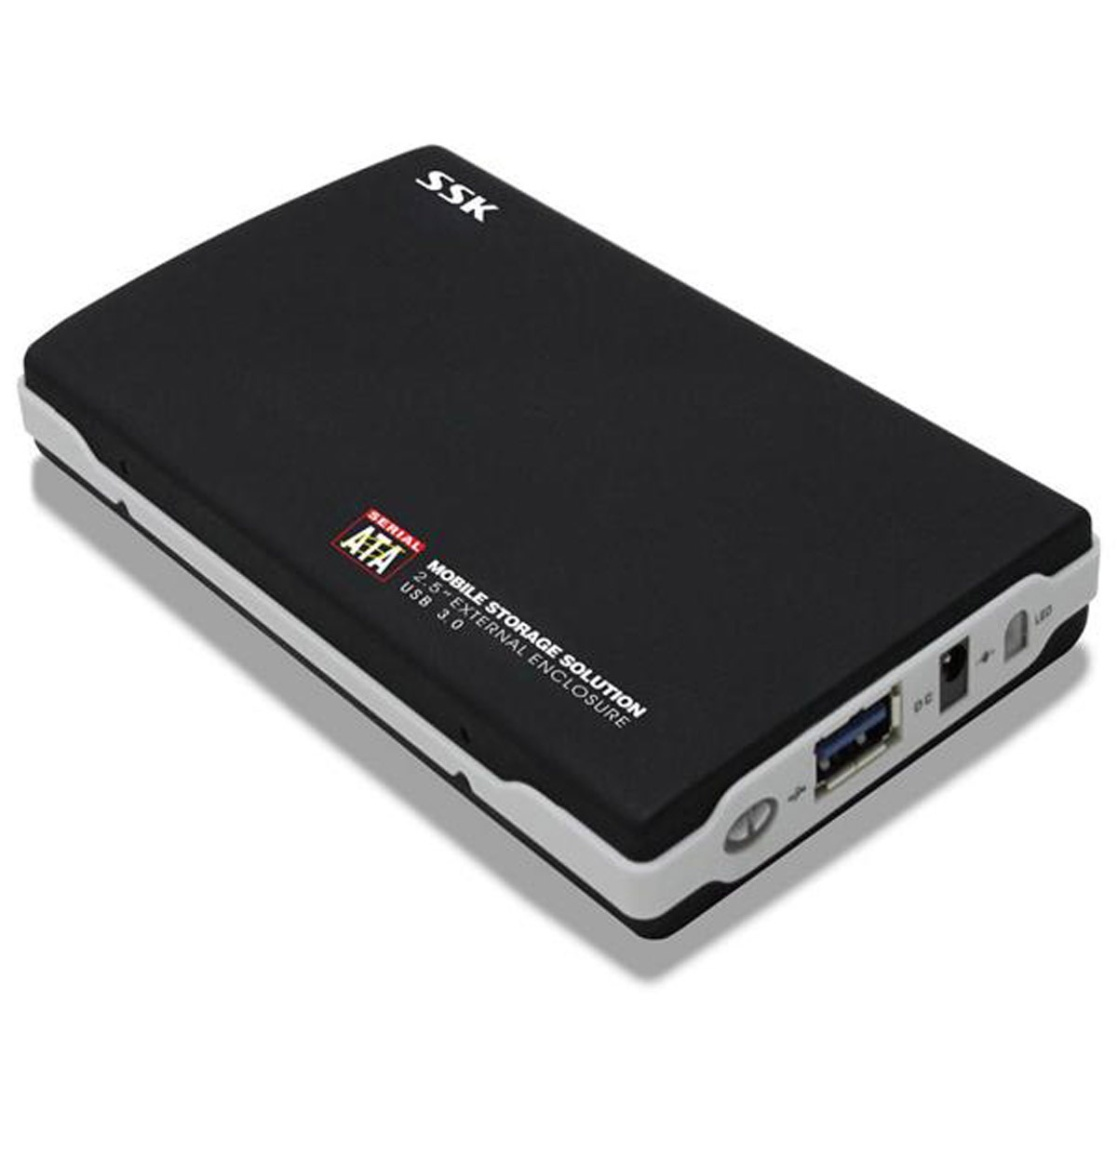 SSK
SERIAL
ATA
MOBILE STORAGE SOLUTION
2.5" EXTERNAL ENCLOSURE
USB 3.0
DC
LED